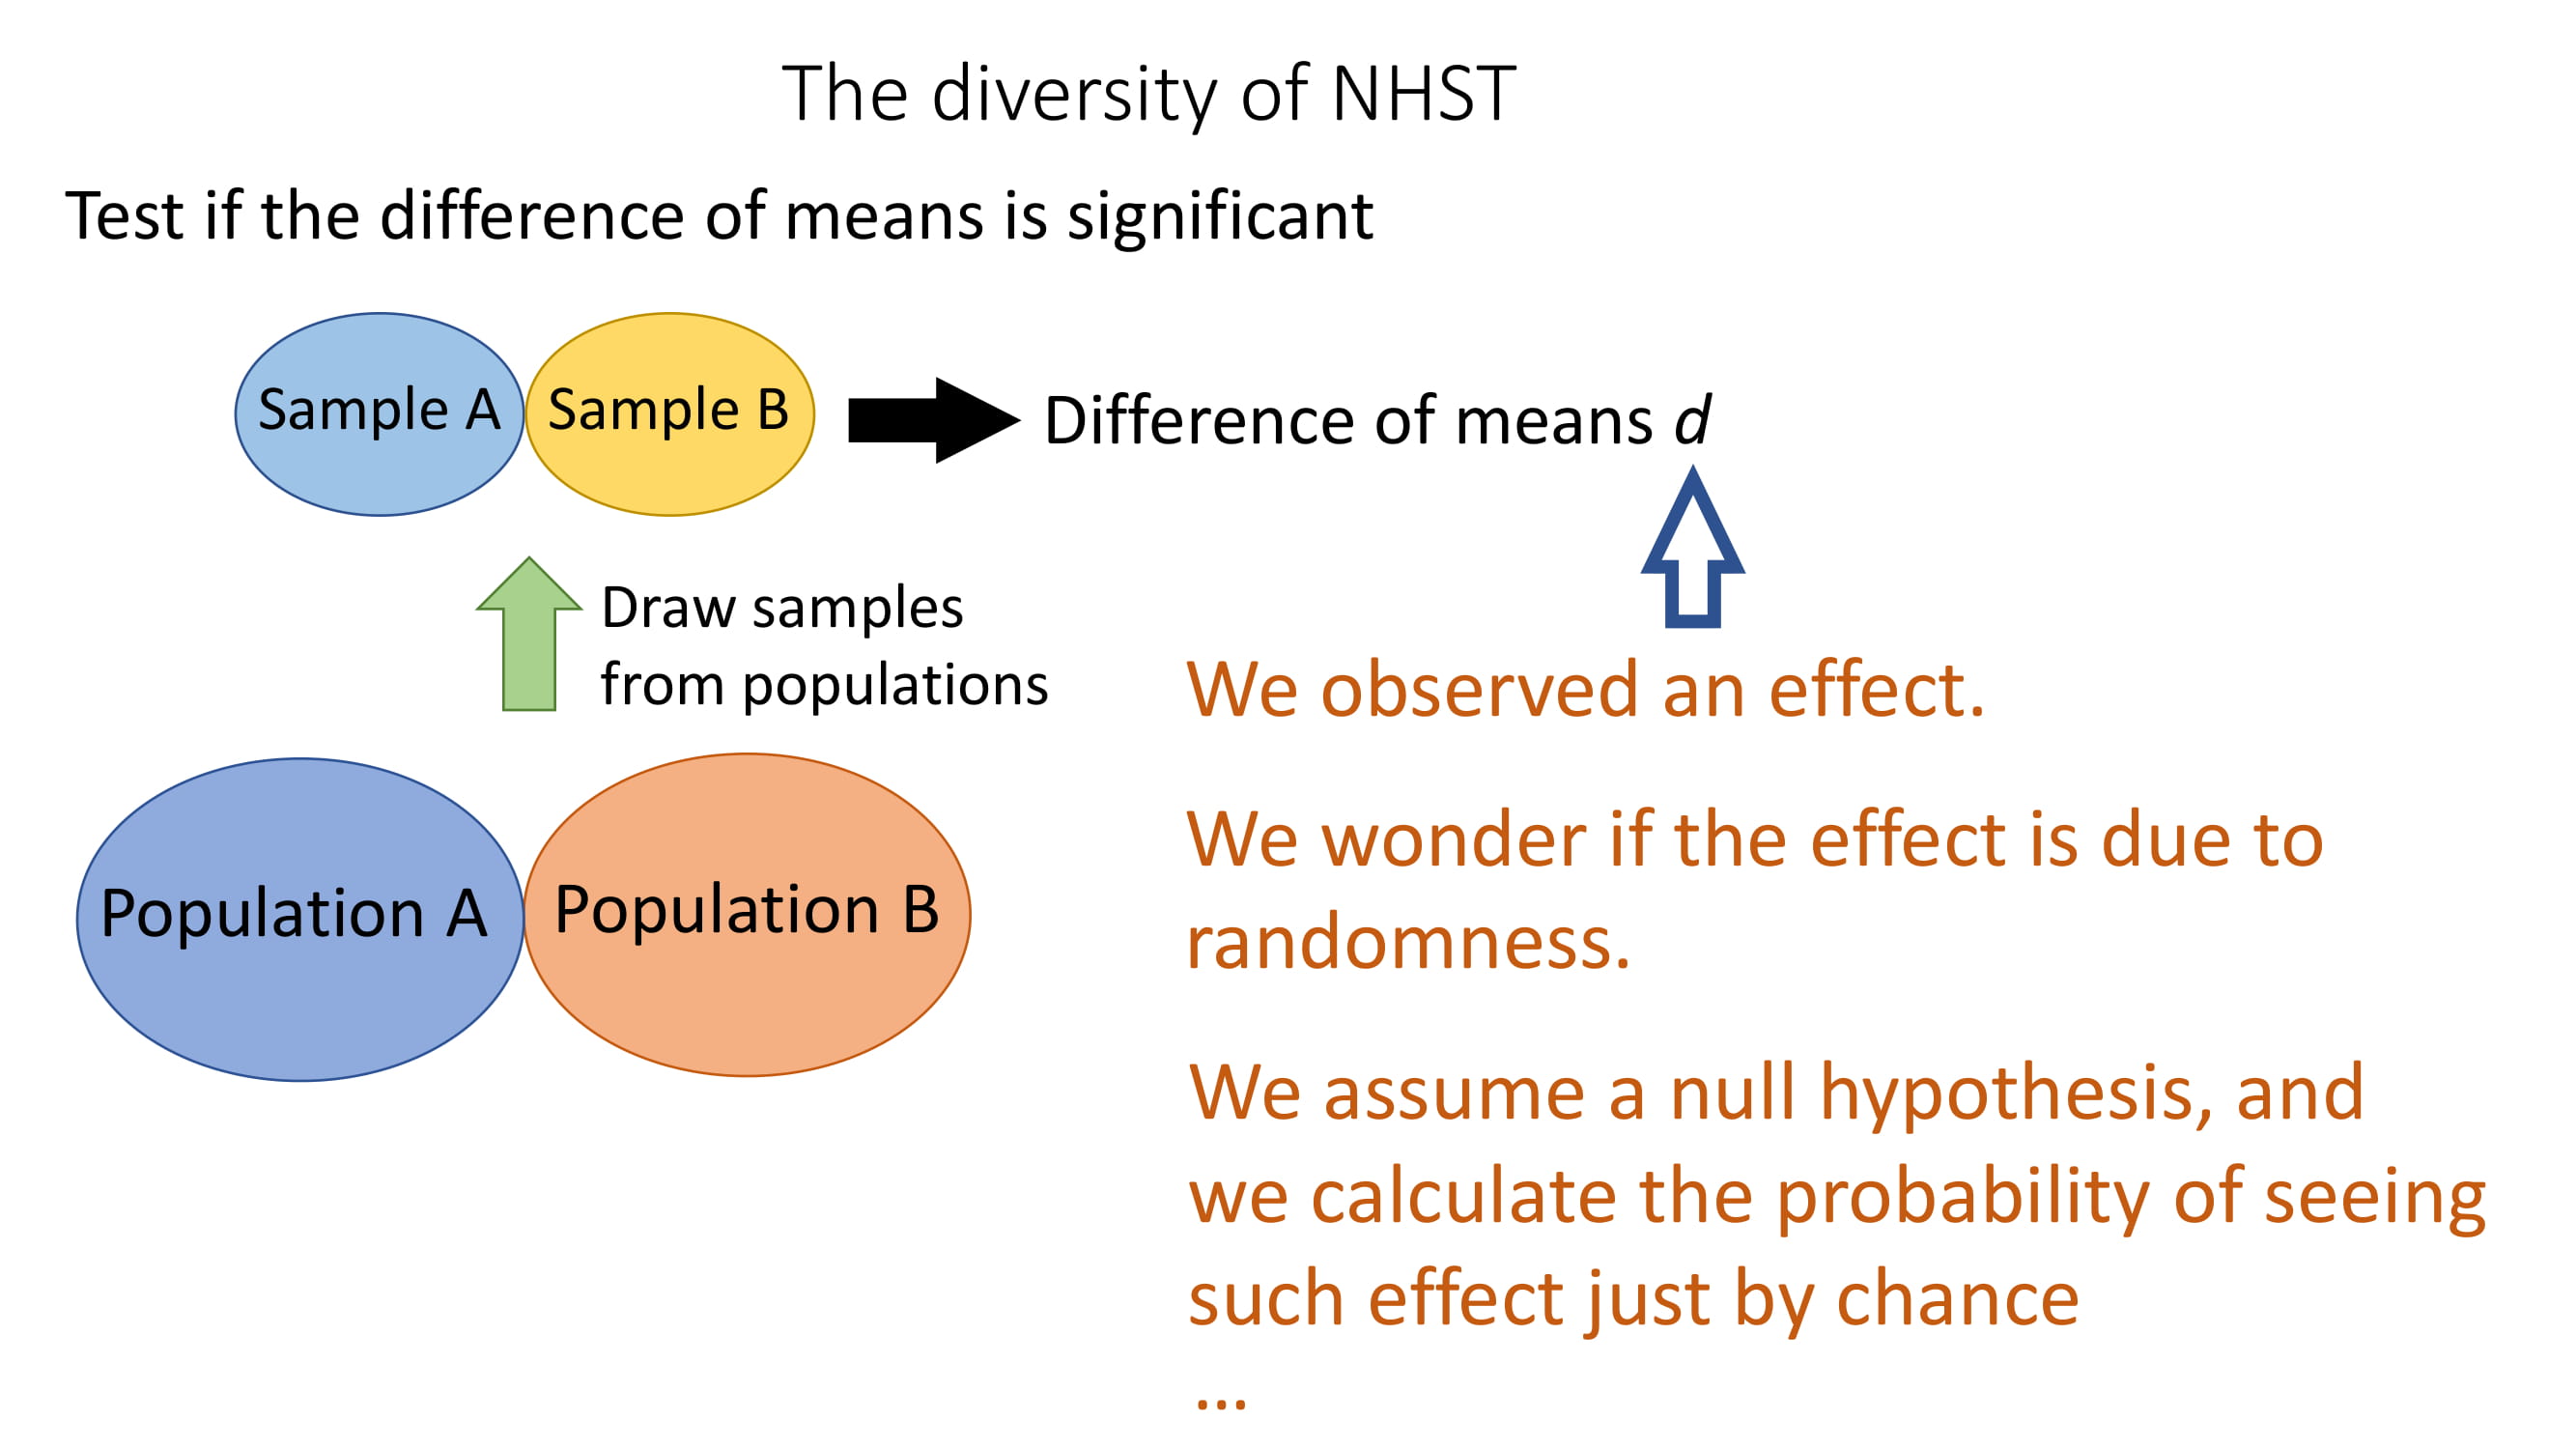 The diversity of NHST
Test if the difference of means is significant
Sample A
Sample B
Difference of means d
Draw samples
from populations
Population A
Population B
We observed an effect.
We wonder if the effect is due to
randomness.
We assume a null hypothesis, and
we calculate the probability of seeing
such effect just by chance
...